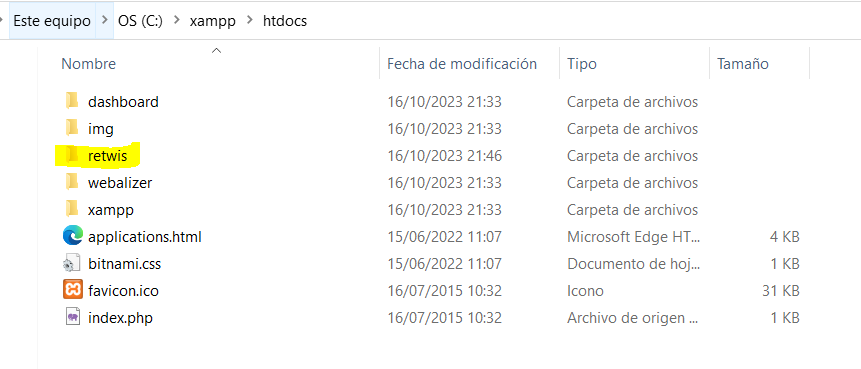 Este equipo > OS (C:) > xampp > htdocs
Nombre Fecha de modificación Tipo Tamaño
dashboard 16/10/2023 21:33 Carpeta de archivos
img 16/10/2023 21:33 Carpeta de archivos
retwis 16/10/2023 21:46 Carpeta de archivos
webalizer 16/10/2023 21:33 Carpeta de archivos
xampp 16/10/2023 21:33 Carpeta de archivos
applications.html 15/06/2022 11:07 Microsoft Edge HT... 4 KB
bitnami.css 15/06/2022 11:07 Documento de hoj... 1 KB
favicon.ico 16/07/2015 10:32 Icono 31 KB
index.php 16/07/2015 10:32 Archivo de origen ... 1 KB